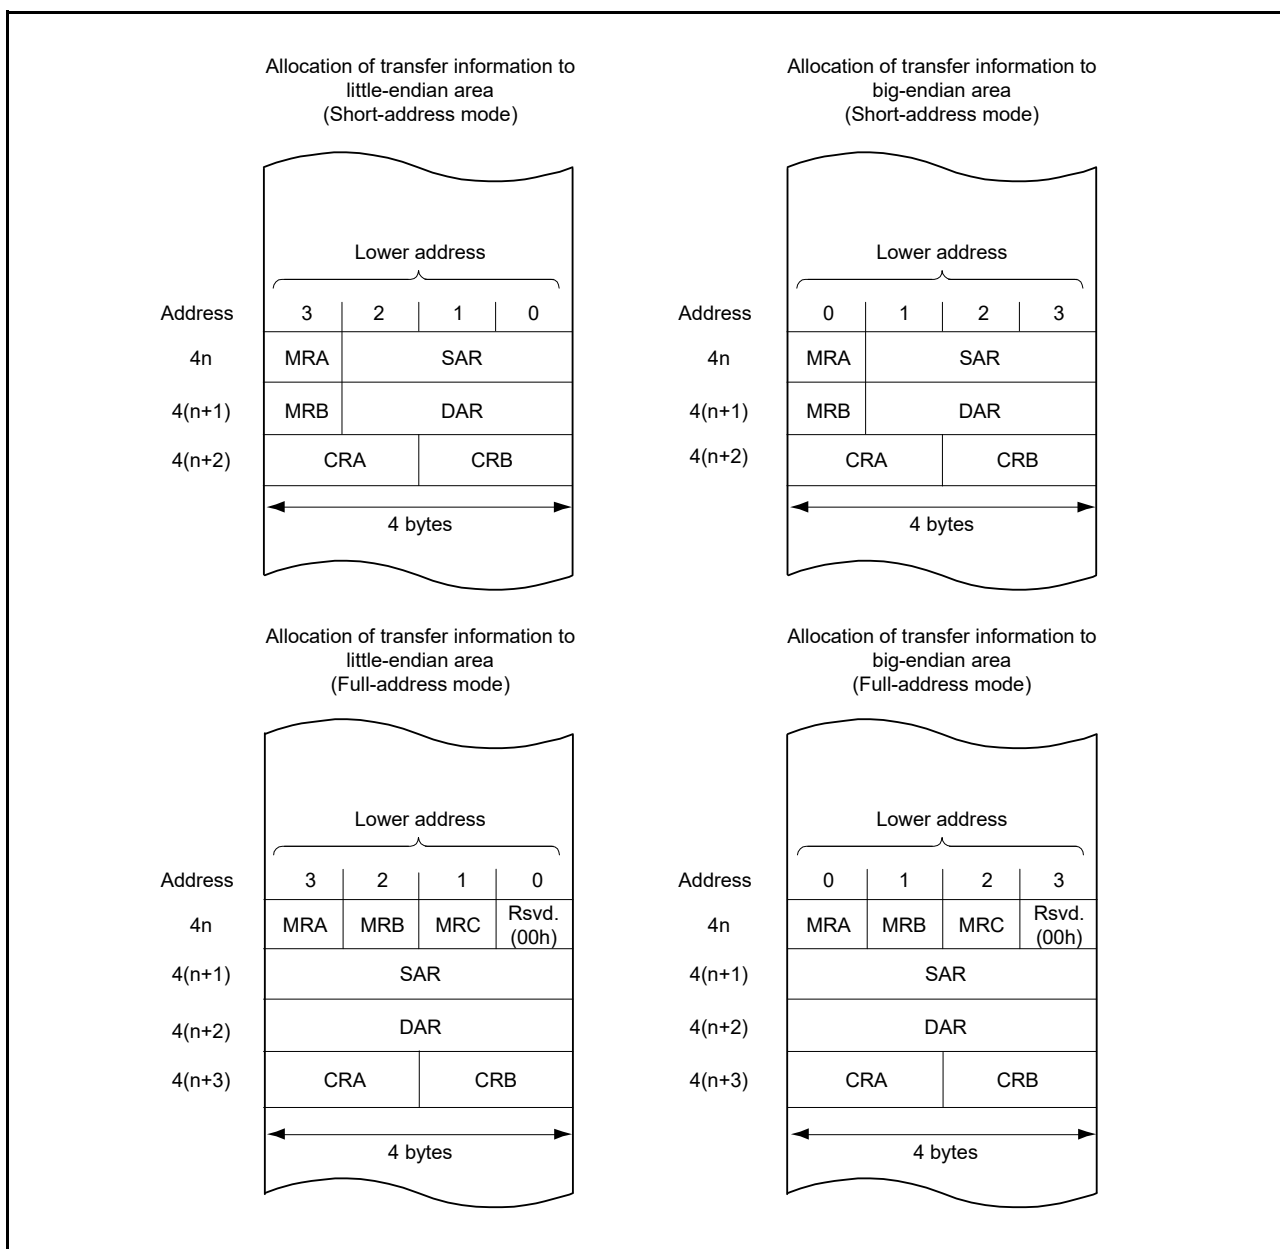 Allocation of transfer information to
little-endian area
(Short-address mode)
Lower address
Address 3 2 1 0
4n MRA SAR
4(n+1) MRB DAR
4(n+2) CRA CRB
4 bytes
Allocation of transfer information to
big-endian area
(Short-address mode)
Lower address
Address 0 1 2 3
4n MRA SAR
4(n+1) MRB DAR
4(n+2) CRA CRB
4 bytes
Allocation of transfer information to
little-endian area
(Full-address mode)
Lower address
Address 3 2 1 0
4n MRA MRB MRC Rsvd.
(00h)
4(n+1) SAR
4(n+2) DAR
4(n+3) CRA CRB
4 bytes
Allocation of transfer information to
big-endian area
(Full-address mode)
Lower address
Address 0 1 2 3
4n MRA MRB MRC Rsvd.
(00h)
4(n+1) SAR
4(n+2) DAR
4(n+3) CRA CRB
4 bytes